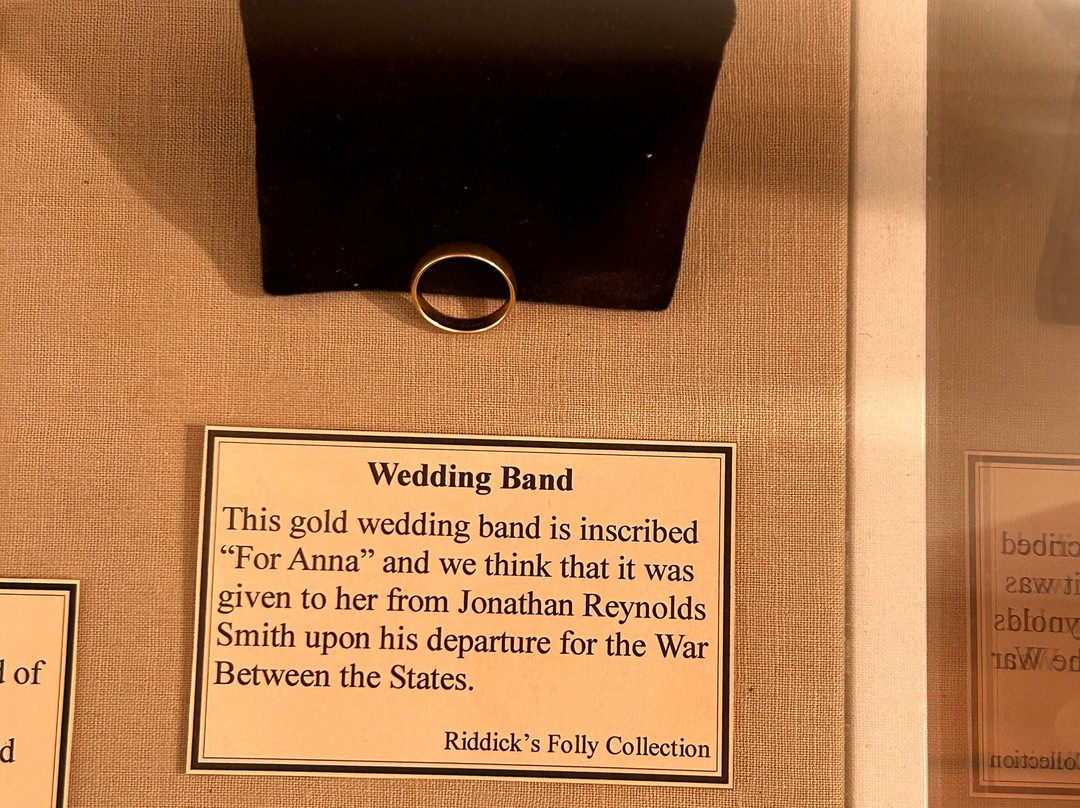 Wedding Band
This gold wedding band is inscribed
“For Anna” and we think that it was
given to her from Jonathan Reynolds
Smith upon his departure for the War
Between the States.
Riddick’s Folly Collection
of